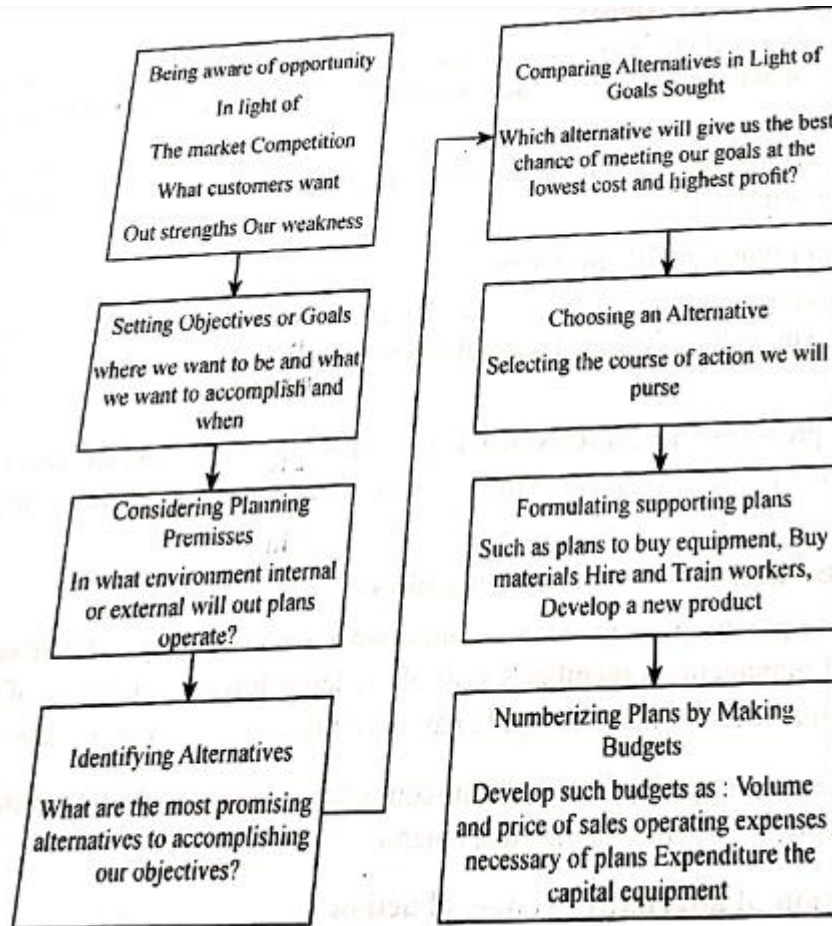 Being aware of opportunity
In light of
The market Competition
What customers want
Out strengths Our weakness
Setting Objectives or Goals
where we want to be and what
we want to accomplish and
when
Considering Planning
Premisses
In what environment internal
or external will out plans
operate?
Identifying Alternatives
What are the most promising
alternatives to accomplishing
our objectives?
Comparing Alternatives in Light of
Goals Sought
Which alternative will give us the best
chance of meeting our goals at the
lowest cost and highest profit?
Choosing an Alternative
Selecting the course of action we will
purse
Formulating supporting plans
Such as plans to buy equipment, Buy
materials Hire and Train workers,
Develop a new product
Numberizing Plans by Making
Budgets
Develop such budgets as : Volume
and price of sales operating expenses
necessary of plans Expenditure the
capital equipment